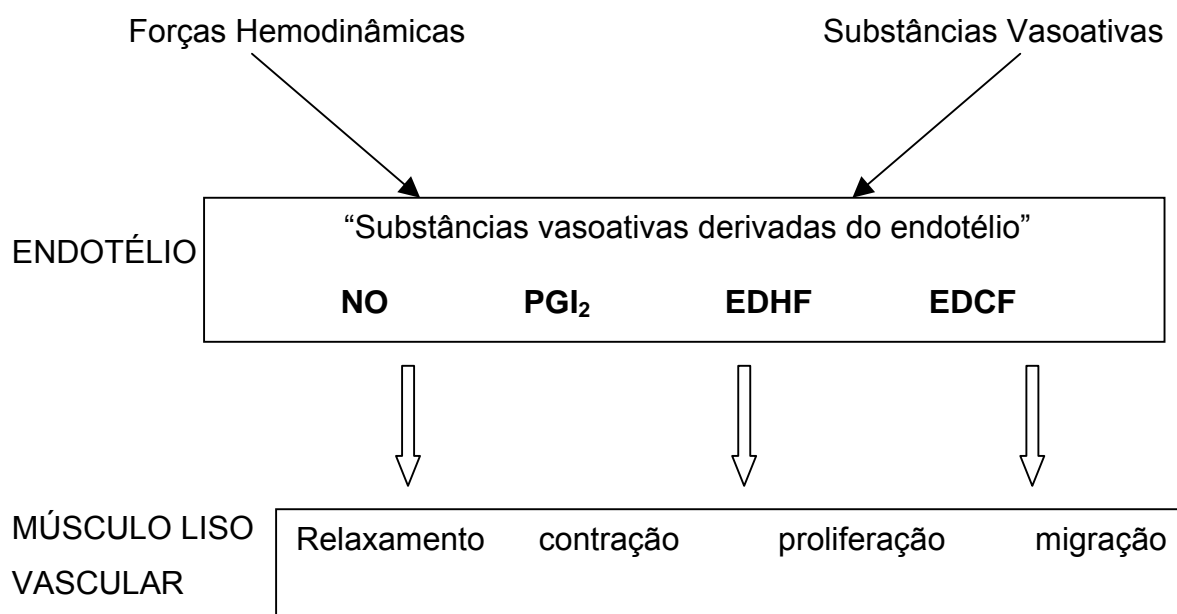 Forças Hemodinâmicas Substâncias Vasoativas
“Substâncias vasoativas derivadas do endotélio”
ENDOTÉLIO
NO PGI₂ EDHF EDCF
MÚSCULO LISO
VASCULAR
Relaxamento contração proliferação migração